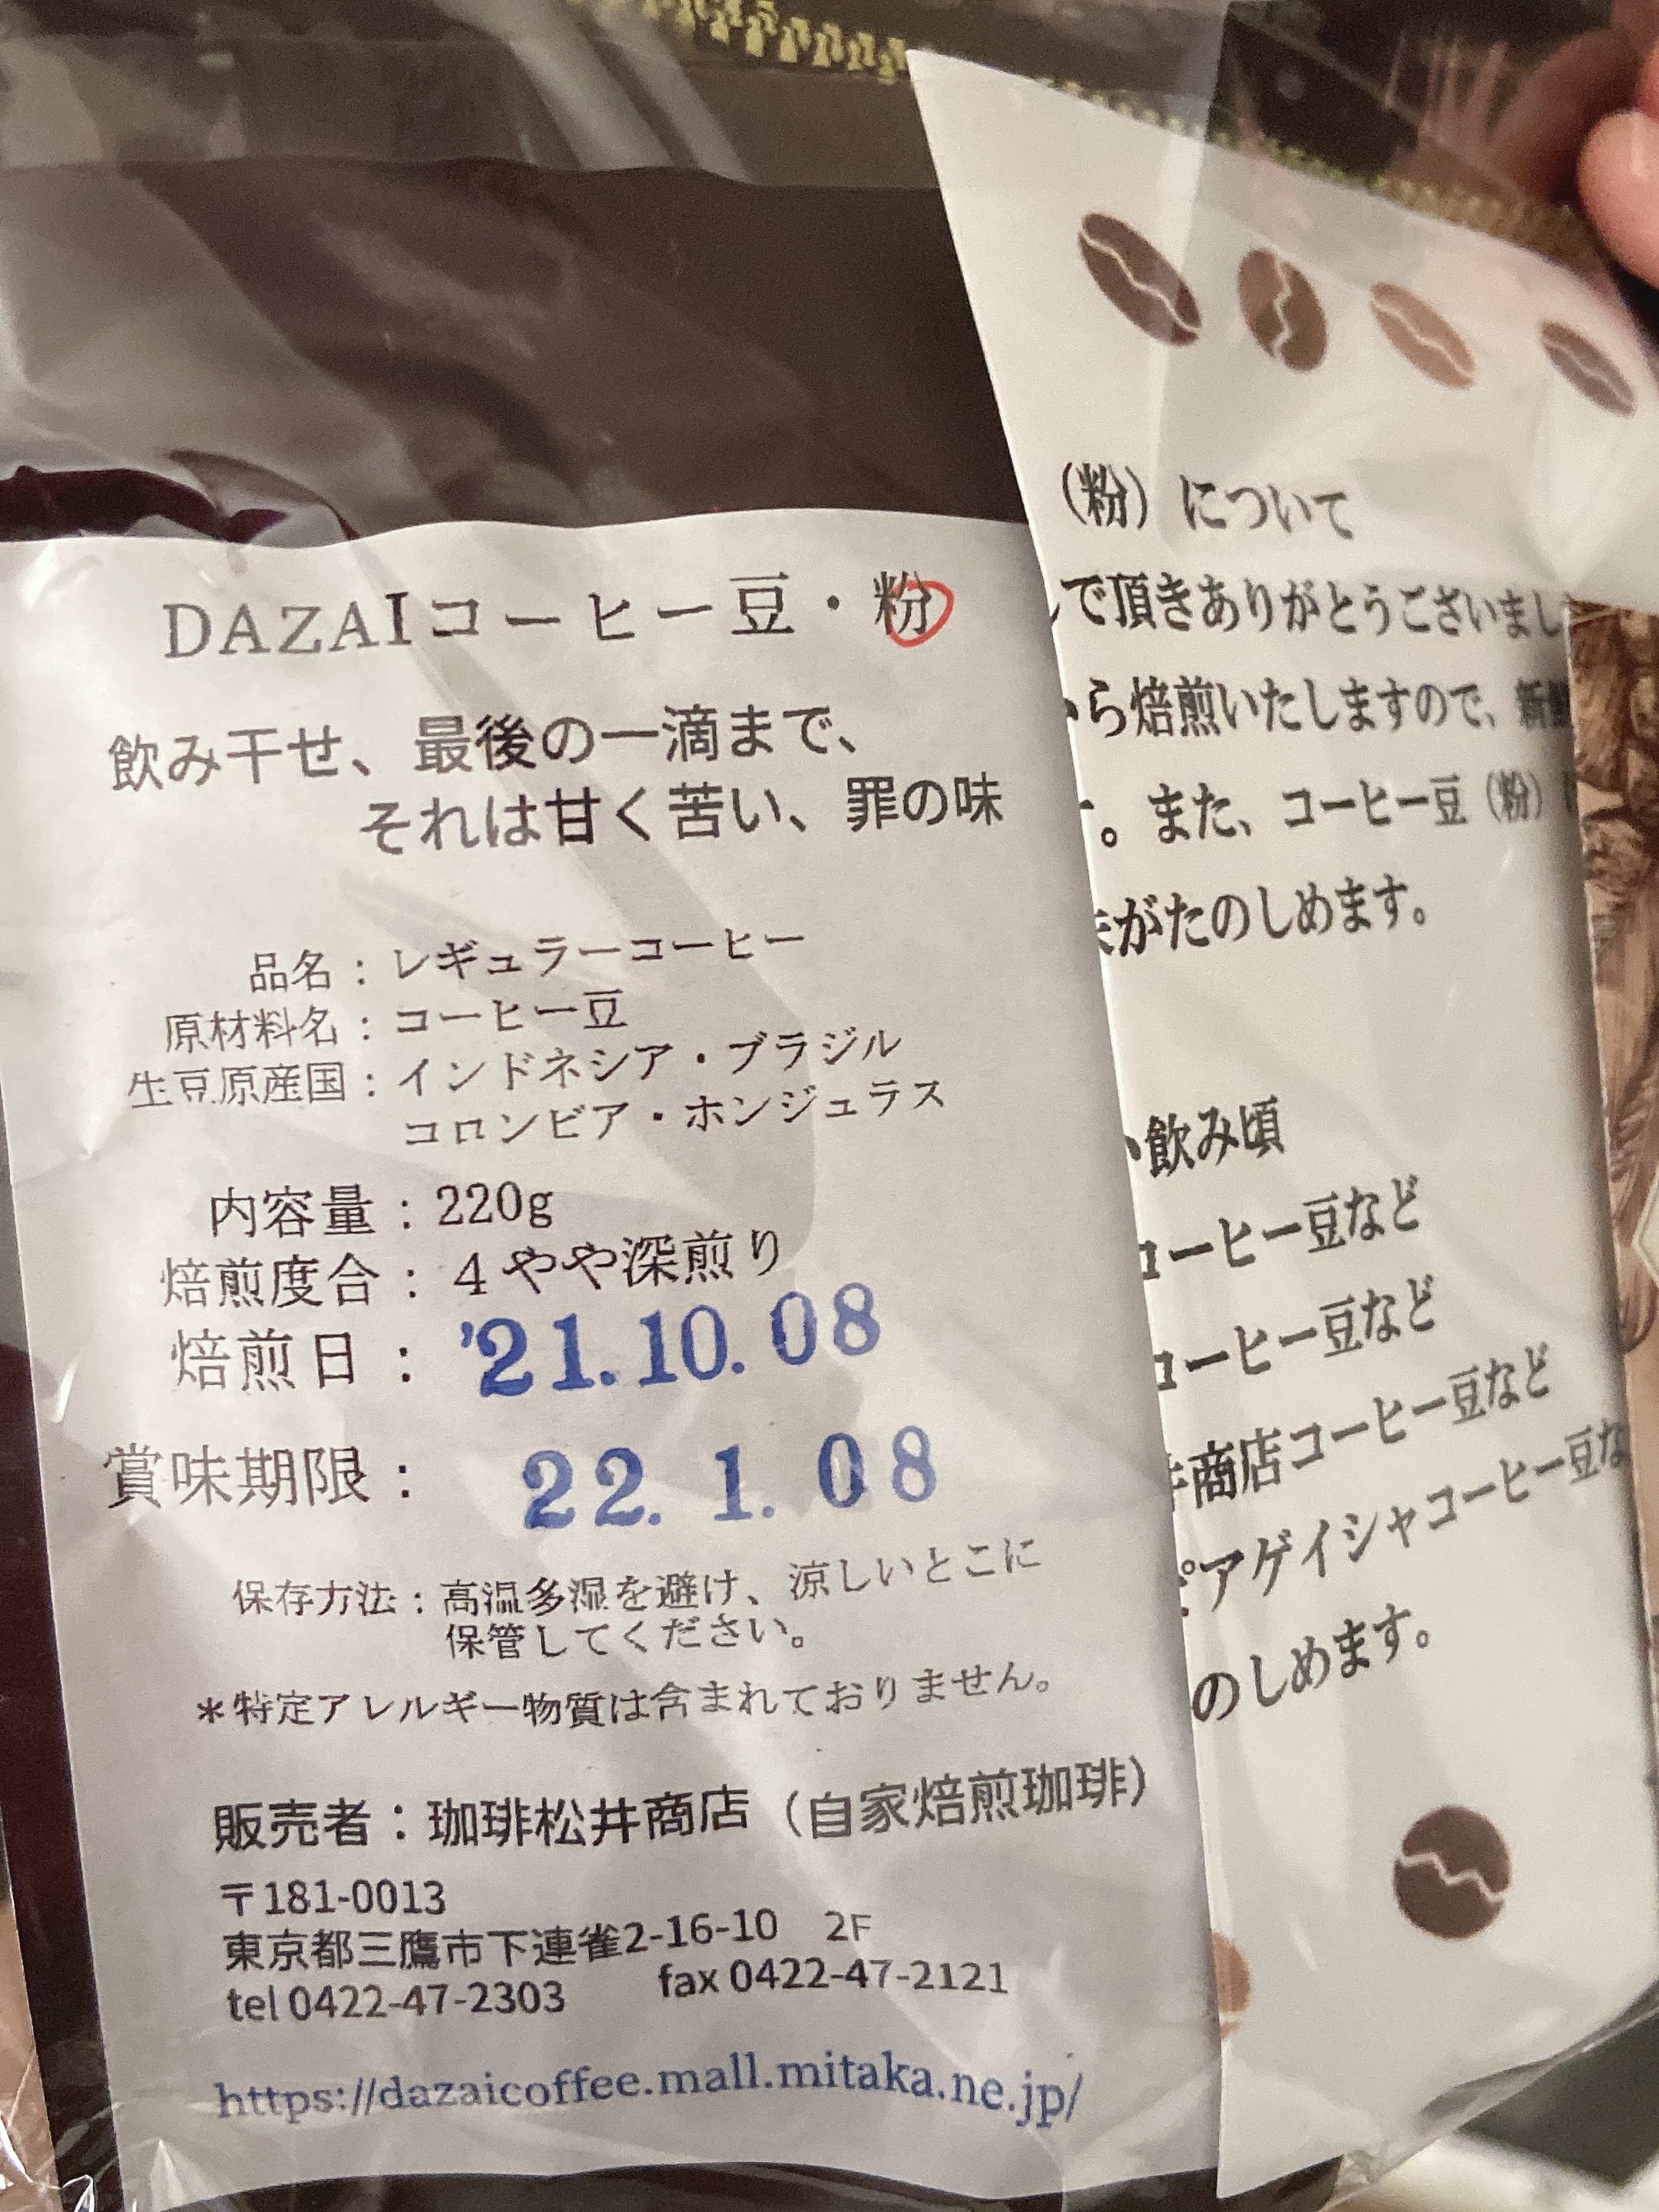 DAZAIコーヒー豆・粉
飲み干せ、最後の一滴まで、
それは甘く苦い、罪の味
品名：レギュラーコーヒー
原材料名：コーヒー豆
生豆原産国：インドネシア・ブラジル
コロンビア・ホンジュラス
内容量：220g
焙煎度合：４やや深煎り
焙煎日：'21.10.08
賞味期限：22.1.08
保存方法：高温多湿を避け、涼しいとこに
保管してください。
＊特定アレルギー物質は含まれておりません。
販売者：珈琲松井商店（自家焙煎珈琲）
〒181-0013
東京都三鷹市下連雀2-16-10 2F
tel 0422-47-2303 fax 0422-47-2121
https://dazaicoffee.mall.mitaka.ne.jp/
（粉）について
で頂きありがとうございまし
ら焙煎いたしますので、新
。また、コーヒー豆（粉）
がたのしめます。
飲み頃
コーヒー豆など
コーヒー豆など
商店コーヒー豆など
アゲイシャコーヒー豆な
のしめます。